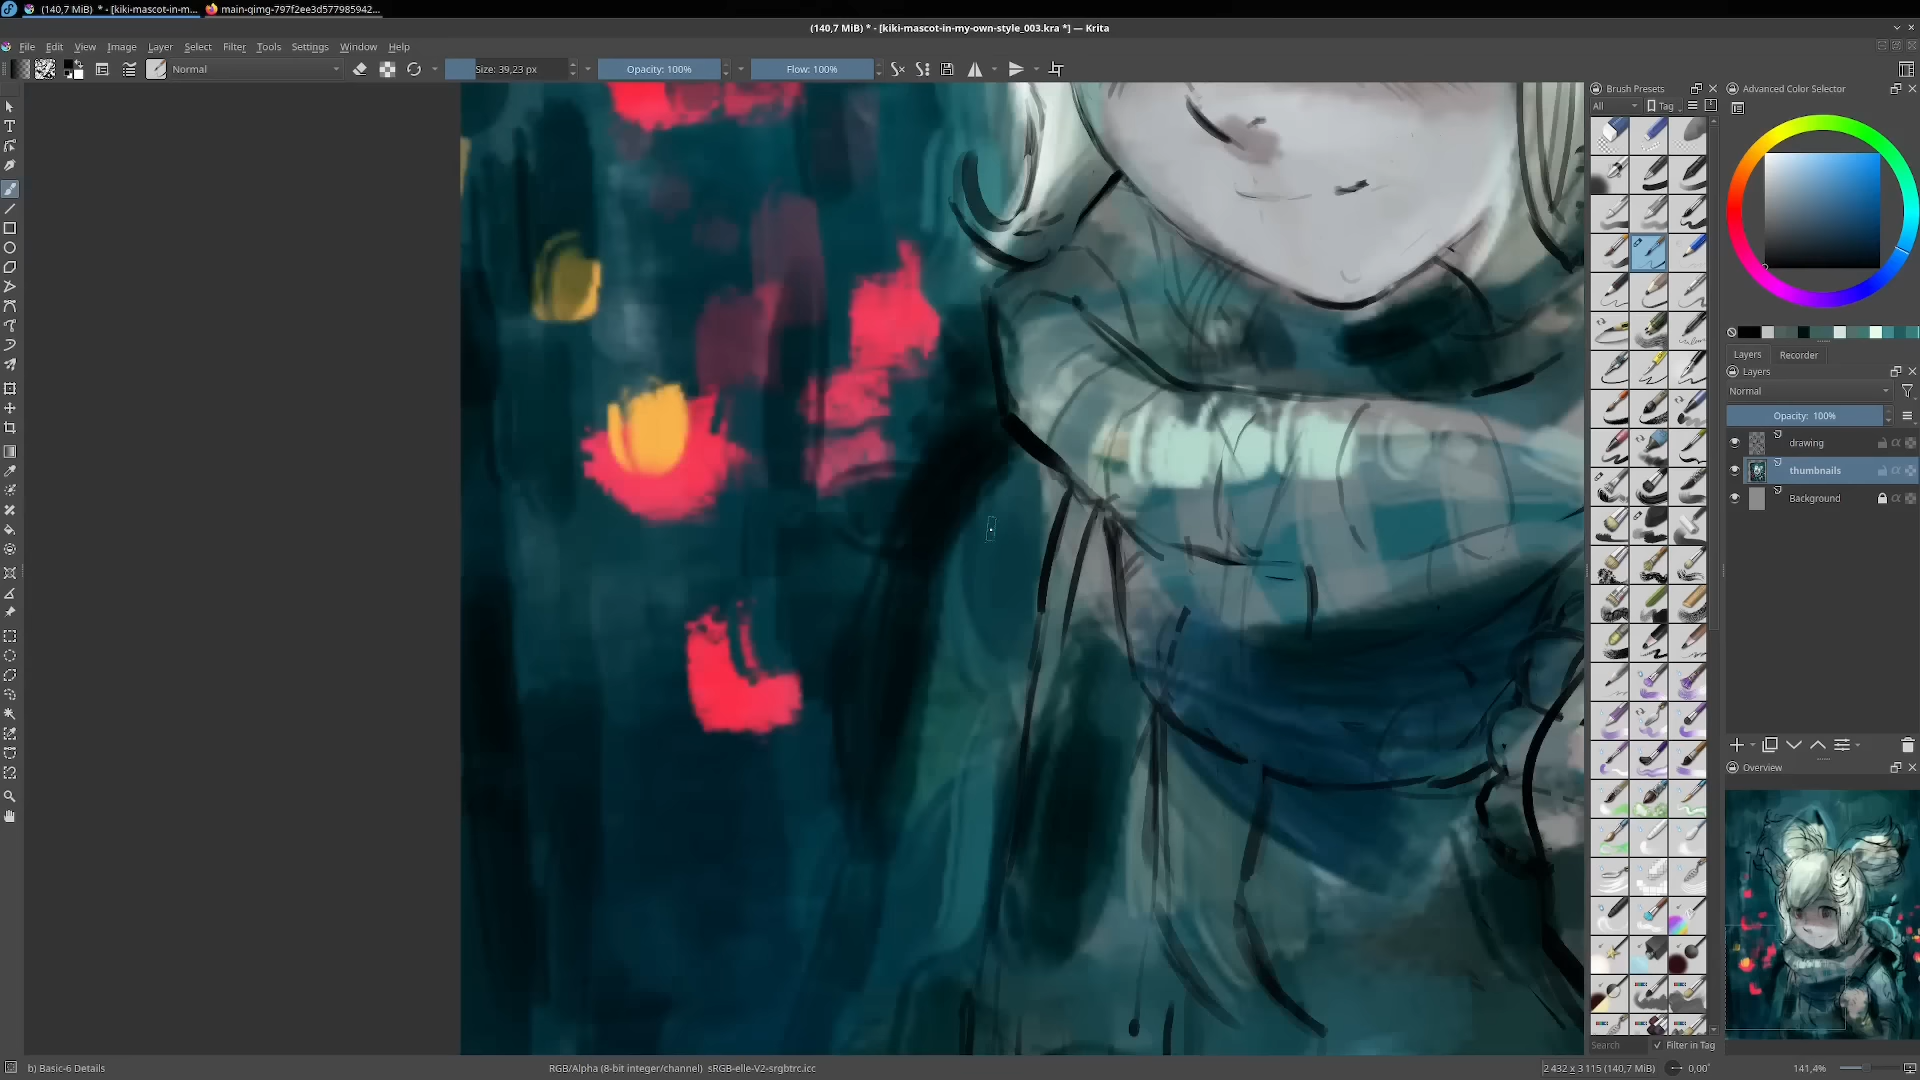 (140,7 MiB) * - [kiki-mascot-in-m...
main-qimg-797f2ee3d577985942...
(140,7 MiB) * - [kiki-mascot-in-my-own-style_003.kra *] — Krita
File Edit View Image Layer Select Filter Tools Settings Window Help
Normal
Size: 39,23 px
Opacity: 100%
Flow: 100%
Brush Presets
All
Tag
Advanced Color Selector
Layers Recorder
Layers
Normal
Opacity: 100%
drawing
thumbnails
Background
Overview
Search
Filter in Tag
b) Basic-6 Details
RGB/Alpha (8-bit integer/channel) sRGB-elle-V2-srgbtrc.icc
2 432 x 3 115 (140,7 MiB)
0,00°
141,4%